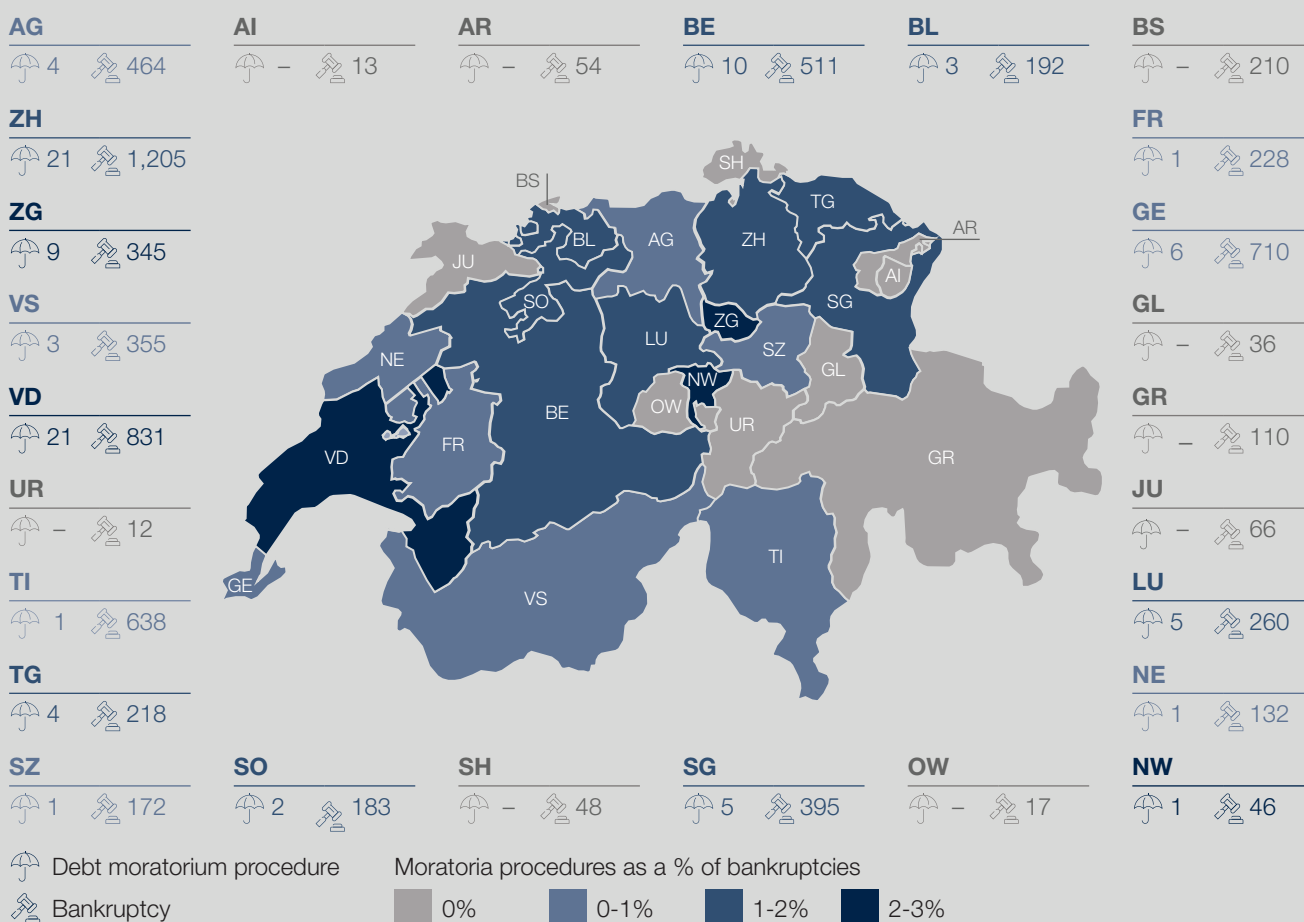 AG AI AR BE BL BS
4 464 – 13 – 54 10 511 3 192 – 210
ZH
21 1,205
ZG
9 345
VS
3 355
VD
21 831
UR
– 12
TI
1 638
TG
4 218
FR
1 228
GE
6 710
GL
– 36
GR
– 110
JU
– 66
LU
5 260
NE
1 132
SH
BS
TG
AR
BL
AG
ZH
JU
AI
SO
SG
ZG
LU
NE
SZ
GL
NW
OW
BE
UR
FR
VD
GR
TI
GE
VS
SZ SO SH SG OW NW
1 172 2 183 – 48 5 395 – 17 1 46
Debt moratorium procedure
Bankruptcy
Moratoria procedures as a % of bankruptcies
0% 0-1% 1-2% 2-3%